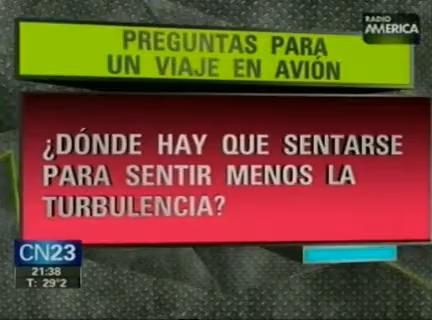 RADIO
AMERICA
PREGUNTAS PARA
UN VIAJE EN AVIÓN
¿DÓNDE HAY QUE SENTARSE
PARA SENTIR MENOS LA
TURBULENCIA?
CN23
21:38
T: 29°2